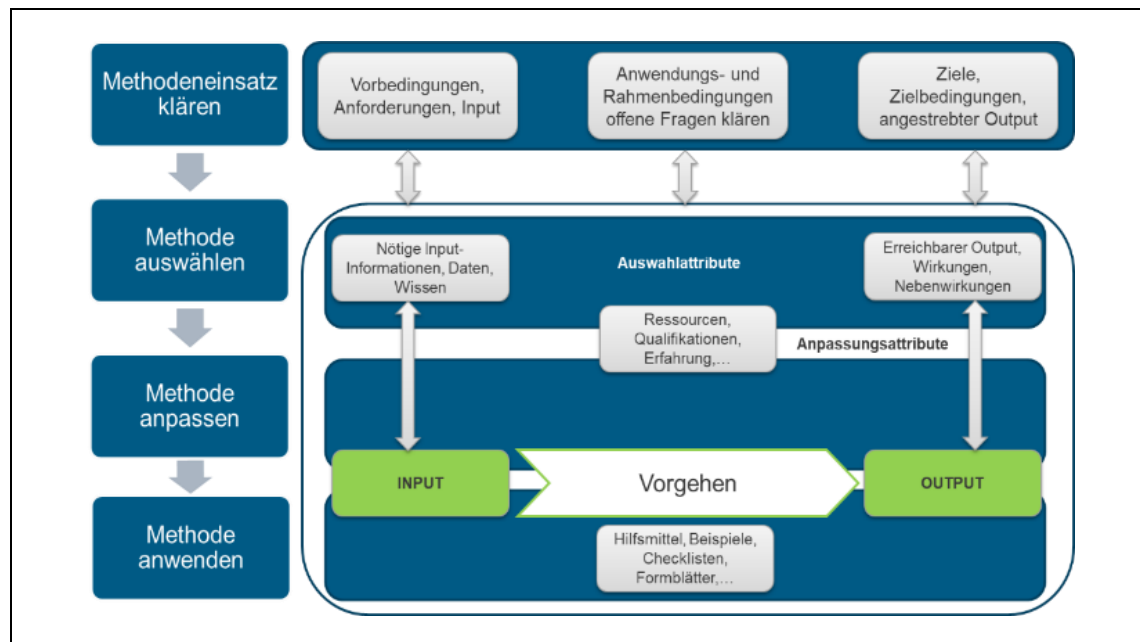 Methodeneinsatz
klären
Vorbedingungen,
Anforderungen, Input
Anwendungs- und
Rahmenbedingungen
offene Fragen klären
Ziele,
Zielbedingungen,
angestrebter Output
Methode
auswählen
Nötige Input-
Informationen, Daten,
Wissen
Auswahlattribute
Erreichbarer Output,
Wirkungen,
Nebenwirkungen
Ressourcen,
Qualifikationen,
Erfahrung,...
Anpassungsattribute
Methode
anpassen
INPUT
Vorgehen
OUTPUT
Methode
anwenden
Hilfsmittel, Beispiele,
Checklisten,
Formblätter,...